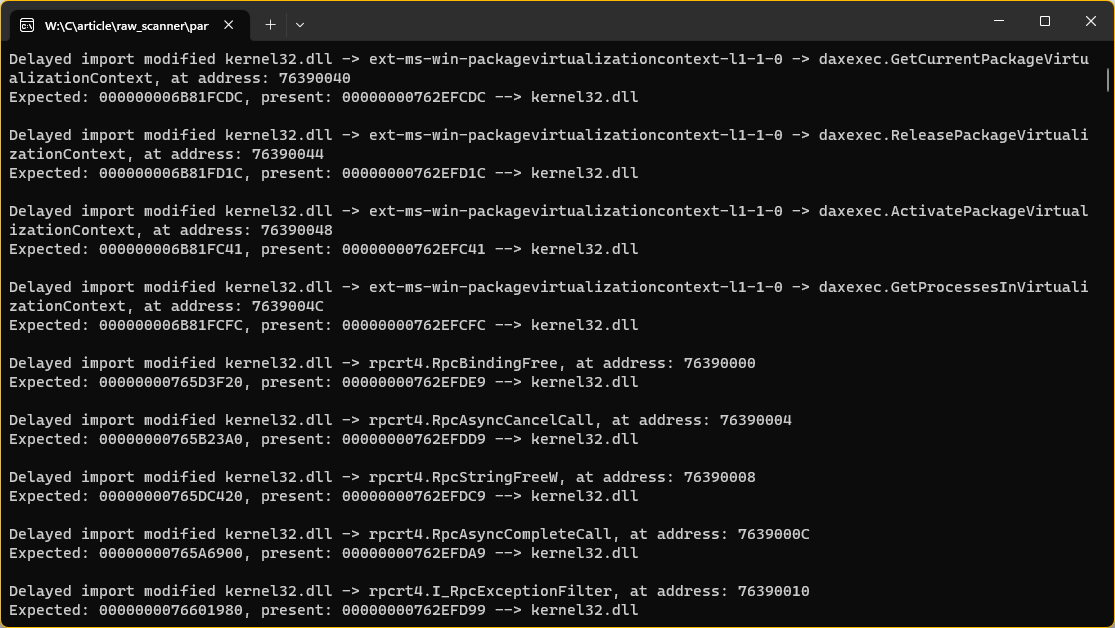 W:\C\article\raw_scanner\par
Delayed import modified kernel32.dll -> ext-ms-win-packagevirtualizationcontext-l1-1-0 -> daxexec.GetCurrentPackageVirtu
alizationContext, at address: 76390040
Expected: 000000006B81FCDC, present: 00000000762EFCDC --> kernel32.dll
Delayed import modified kernel32.dll -> ext-ms-win-packagevirtualizationcontext-l1-1-0 -> daxexec.ReleasePackageVirtuali
zationContext, at address: 76390044
Expected: 000000006B81FD1C, present: 00000000762EFD1C --> kernel32.dll
Delayed import modified kernel32.dll -> ext-ms-win-packagevirtualizationcontext-l1-1-0 -> daxexec.ActivatePackageVirtual
izationContext, at address: 76390048
Expected: 000000006B81FC41, present: 00000000762EFC41 --> kernel32.dll
Delayed import modified kernel32.dll -> ext-ms-win-packagevirtualizationcontext-l1-1-0 -> daxexec.GetProcessesInVirtuali
zationContext, at address: 7639004C
Expected: 000000006B81FCFC, present: 00000000762EFCFC --> kernel32.dll
Delayed import modified kernel32.dll -> rpcrt4.RpcBindingFree, at address: 76390000
Expected: 00000000765D3F20, present: 00000000762EFDE9 --> kernel32.dll
Delayed import modified kernel32.dll -> rpcrt4.RpcAsyncCancelCall, at address: 76390004
Expected: 00000000765B23A0, present: 00000000762EFDD9 --> kernel32.dll
Delayed import modified kernel32.dll -> rpcrt4.RpcStringFreeW, at address: 76390008
Expected: 00000000765DC420, present: 00000000762EFDC9 --> kernel32.dll
Delayed import modified kernel32.dll -> rpcrt4.RpcAsyncCompleteCall, at address: 7639000C
Expected: 00000000765A6900, present: 00000000762EFDA9 --> kernel32.dll
Delayed import modified kernel32.dll -> rpcrt4.I_RpcExceptionFilter, at address: 76390010
Expected: 0000000076601980, present: 00000000762EFD99 --> kernel32.dll